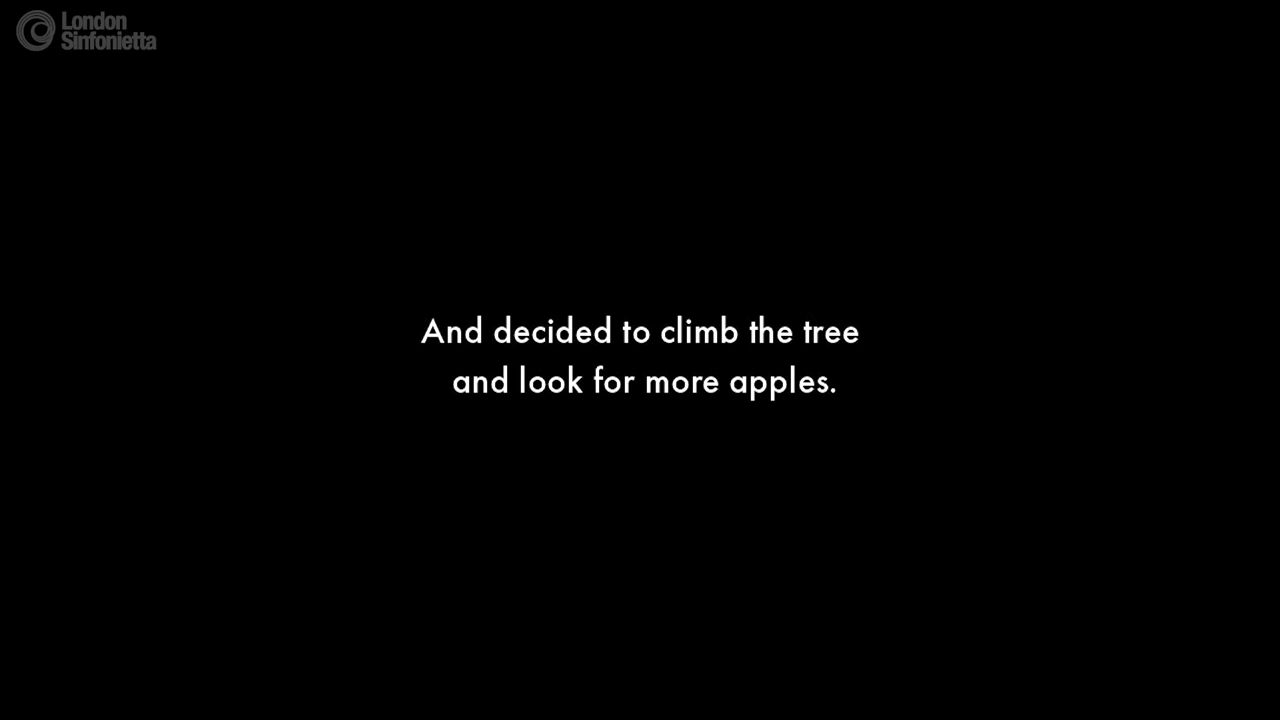 London
Sinfonietta
And decided to climb the tree
and look for more apples.